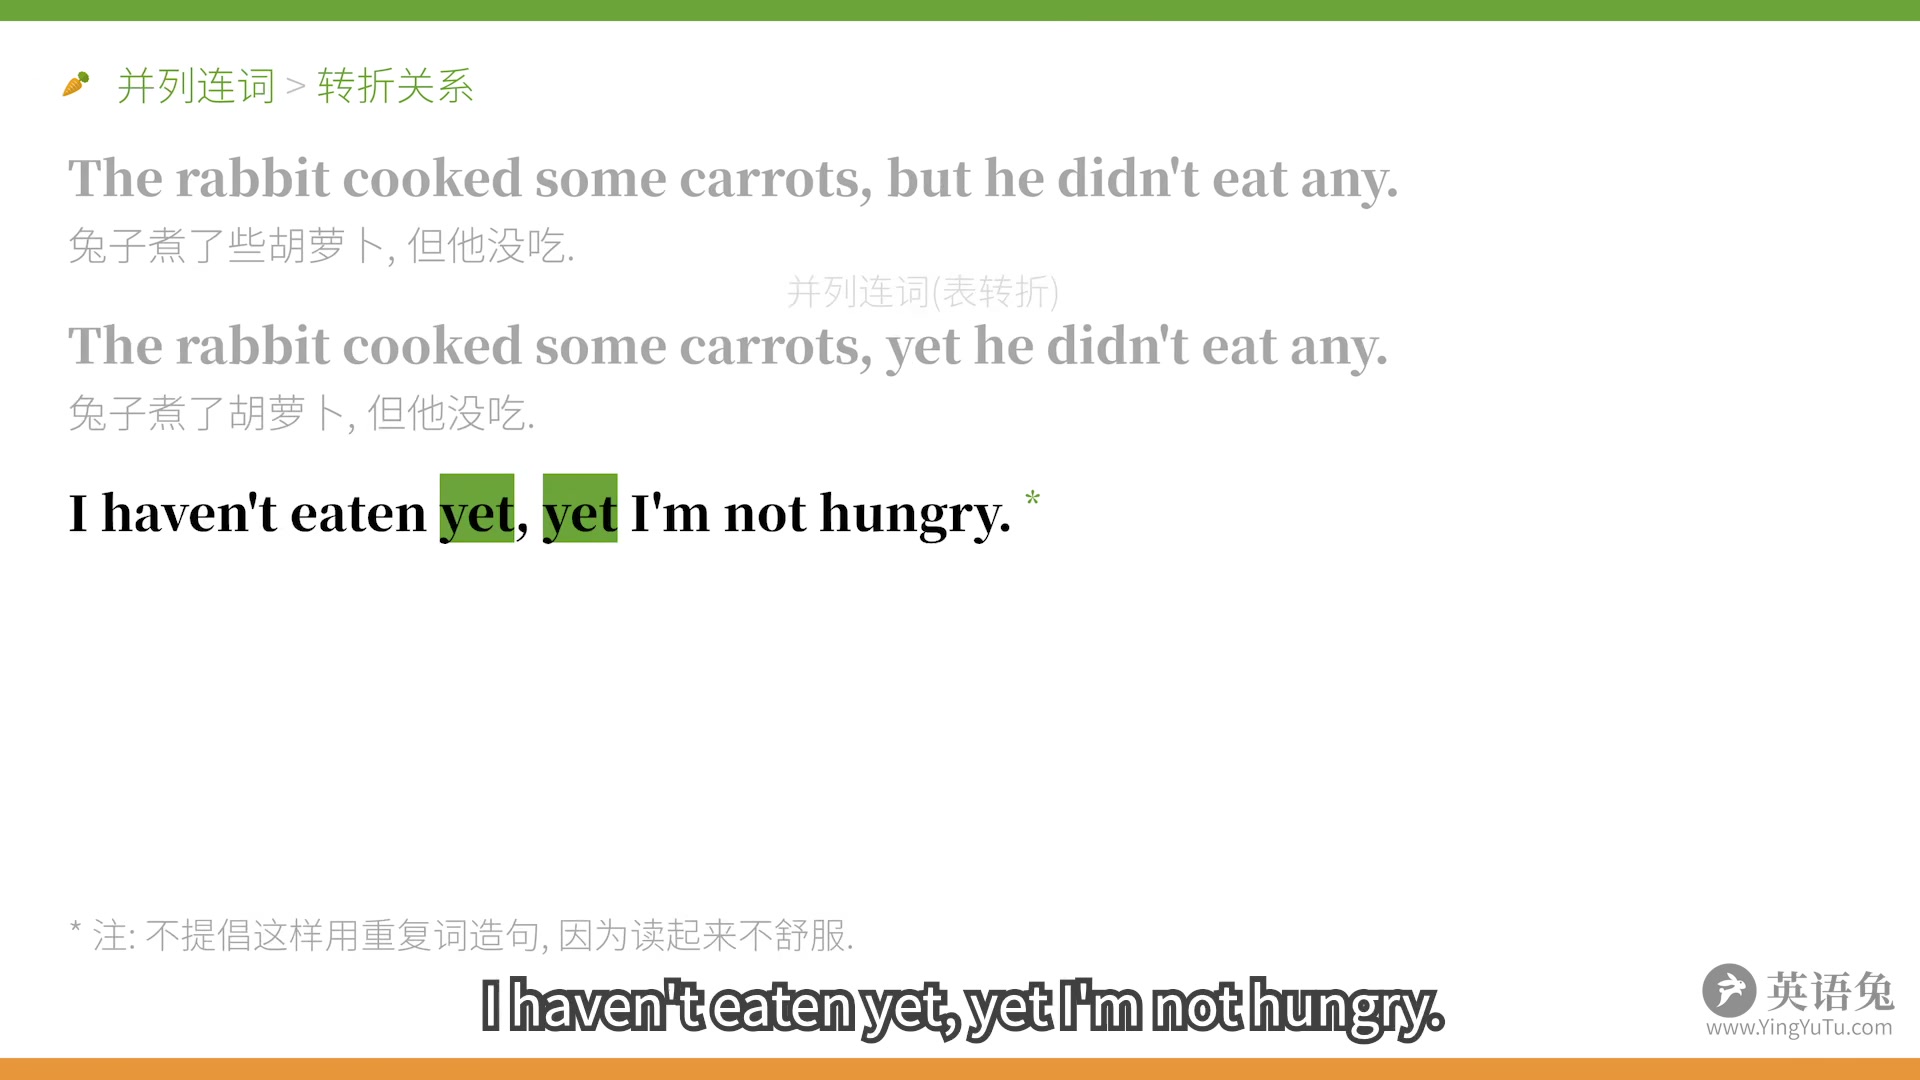 并列连词 > 转折关系
The rabbit cooked some carrots, but he didn't eat any.
兔子煮了些胡萝卜, 但他没吃.
并列连词(表转折)
The rabbit cooked some carrots, yet he didn't eat any.
兔子煮了胡萝卜, 但他没吃.
I haven't eaten yet, yet I'm not hungry. *
* 注: 不提倡这样用重复词造句, 因为读起来不舒服.
I haven't eaten yet, yet I'm not hungry.
英语兔
www.YingYuTu.com